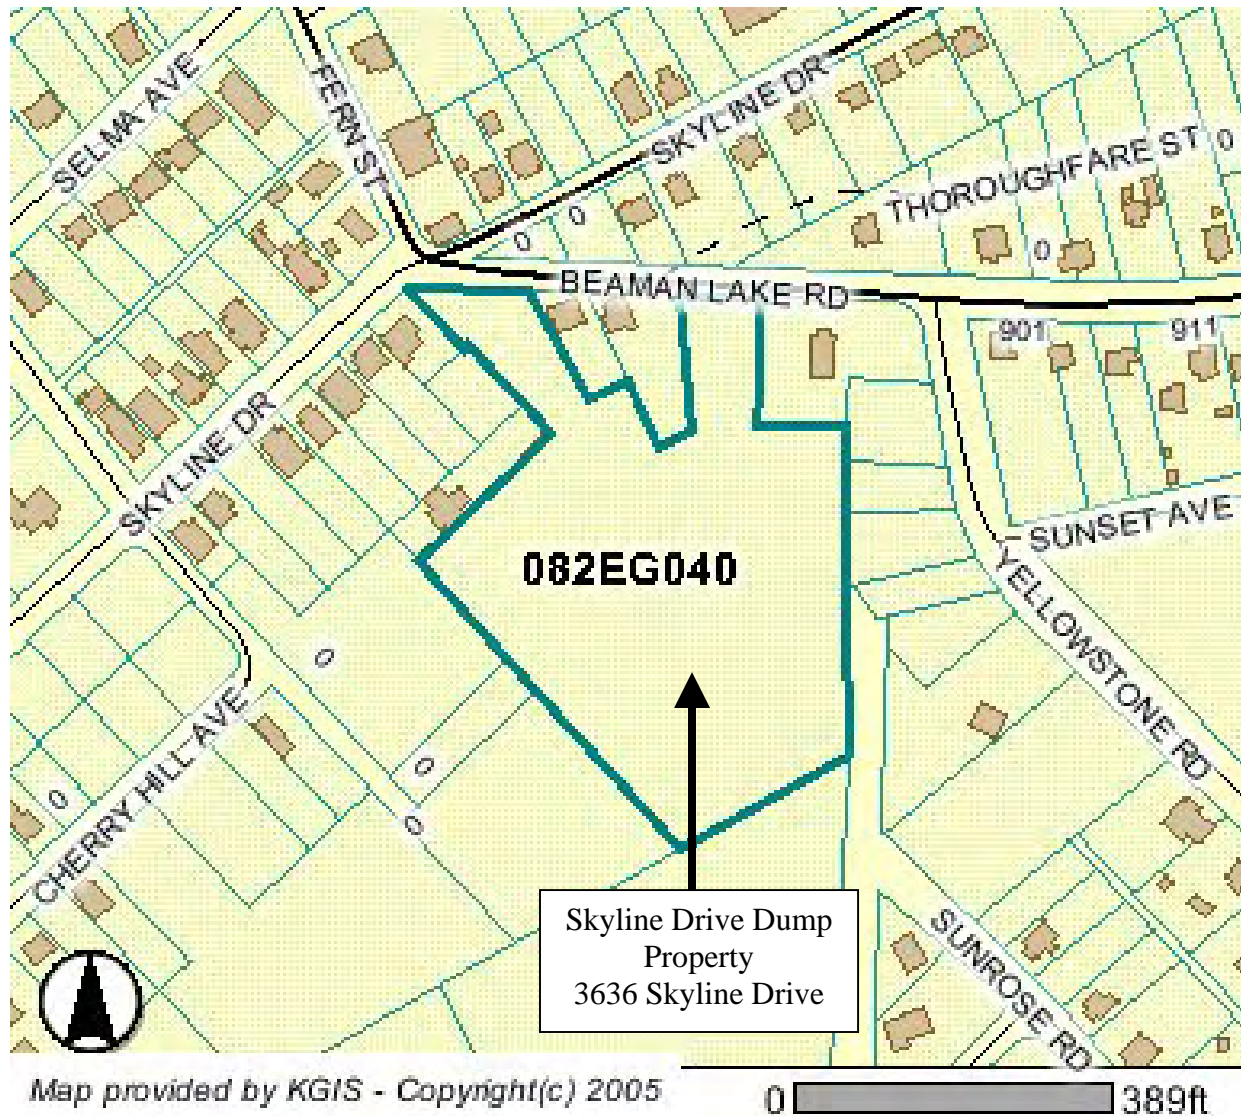 SELMA AVE
FERN ST
SKYLINE DR
THOROUGHFARE ST
0
0
0
0
BEAMAN LAKE RD
901
911
SKYLINE DR
SUNSET AVE
082EG040
YELLOWSTONE RD
0
CHERRY HILL AVE
0
0
0
Skyline Drive Dump
Property
3636 Skyline Drive
SUNROSE RD
Map provided by KGIS - Copyright(c) 2005
0
389ft